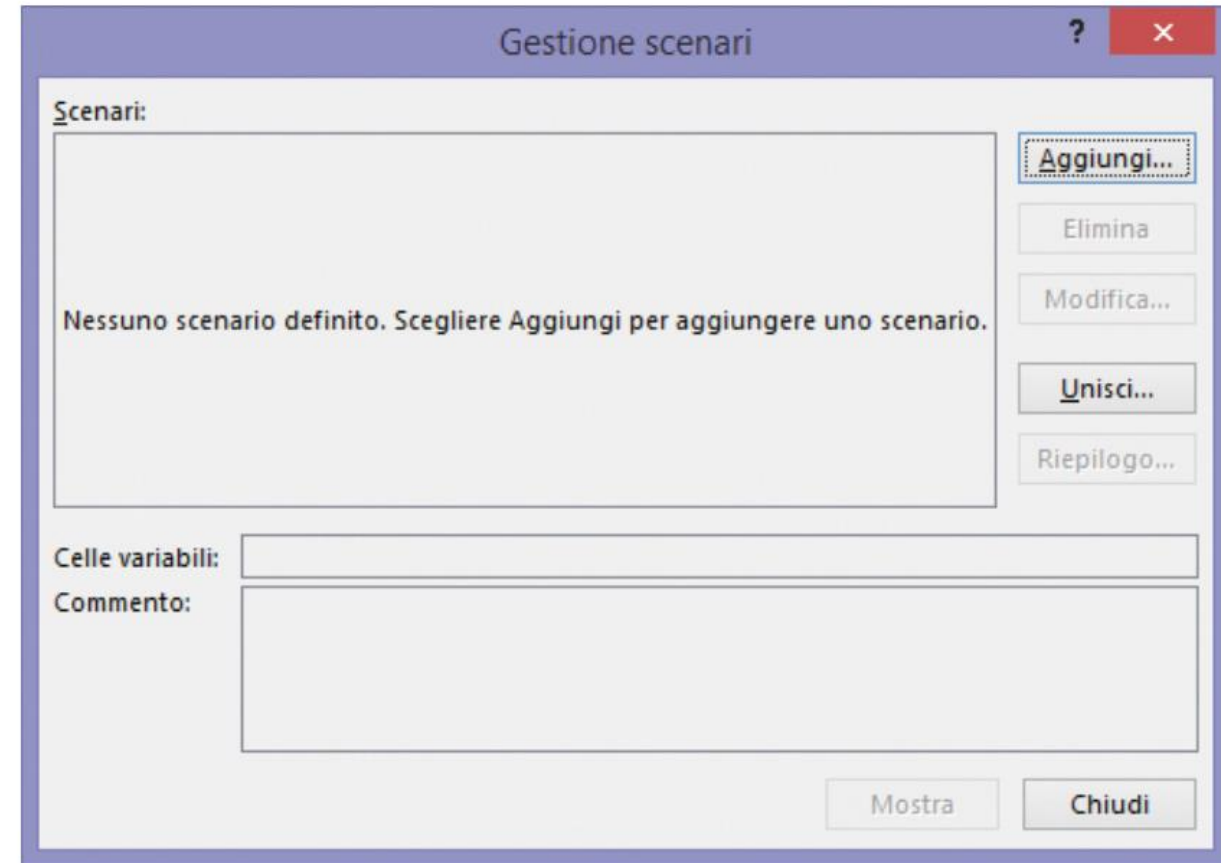 Gestione scenari
?
Scenari:
Aggiungi...
Elimina
Modifica...
Nessuno scenario definito. Scegliere Aggiungi per aggiungere uno scenario.
Unisci...
Riepilogo...
Celle variabili:
Commento:
Mostra
Chiudi